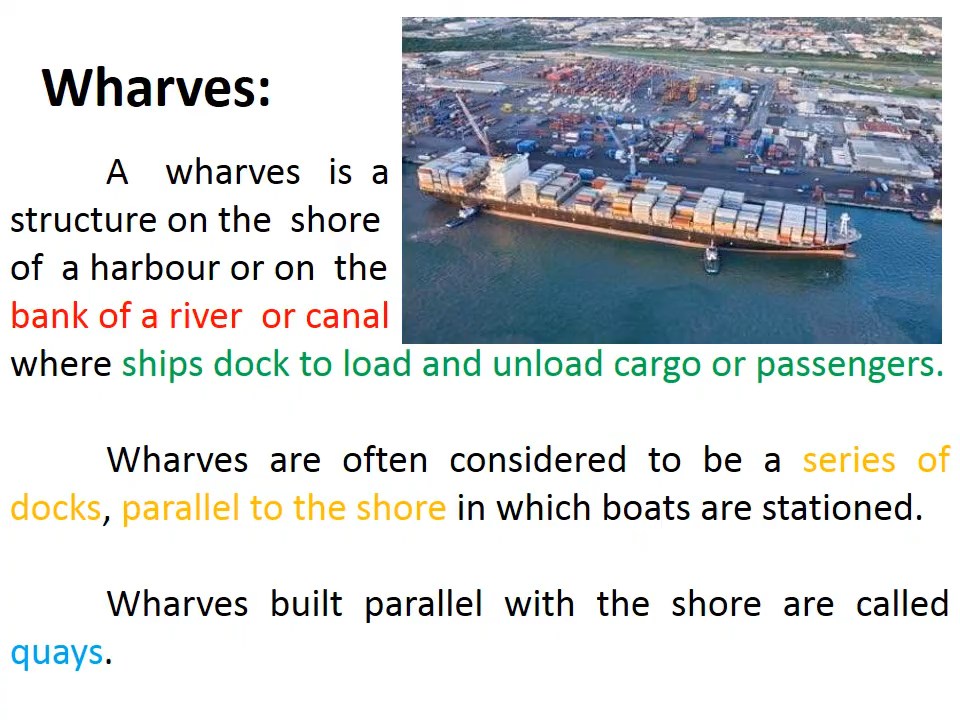 Wharves:
A wharves is a
structure on the shore
of a harbour or on the
bank of a river or canal
where ships dock to load and unload cargo or passengers.
Wharves are often considered to be a series of
docks, parallel to the shore in which boats are stationed.
Wharves built parallel with the shore are called
quays.